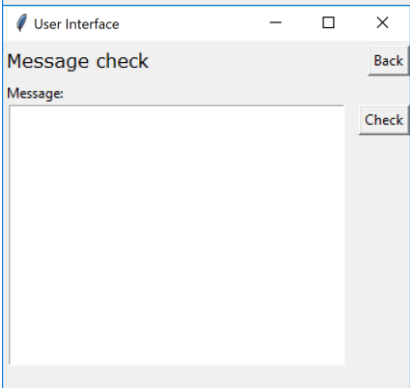 User Interface
Message check
Back
Message:
Check